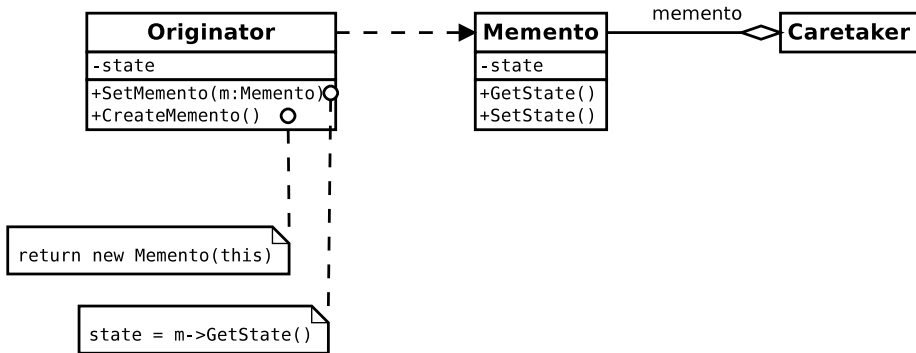 Originator
-state
+SetMemento(m:Memento)
+CreateMemento()
Memento
-state
+GetState()
+SetState()
memento
Caretaker
return new Memento(this)
state = m->GetState()